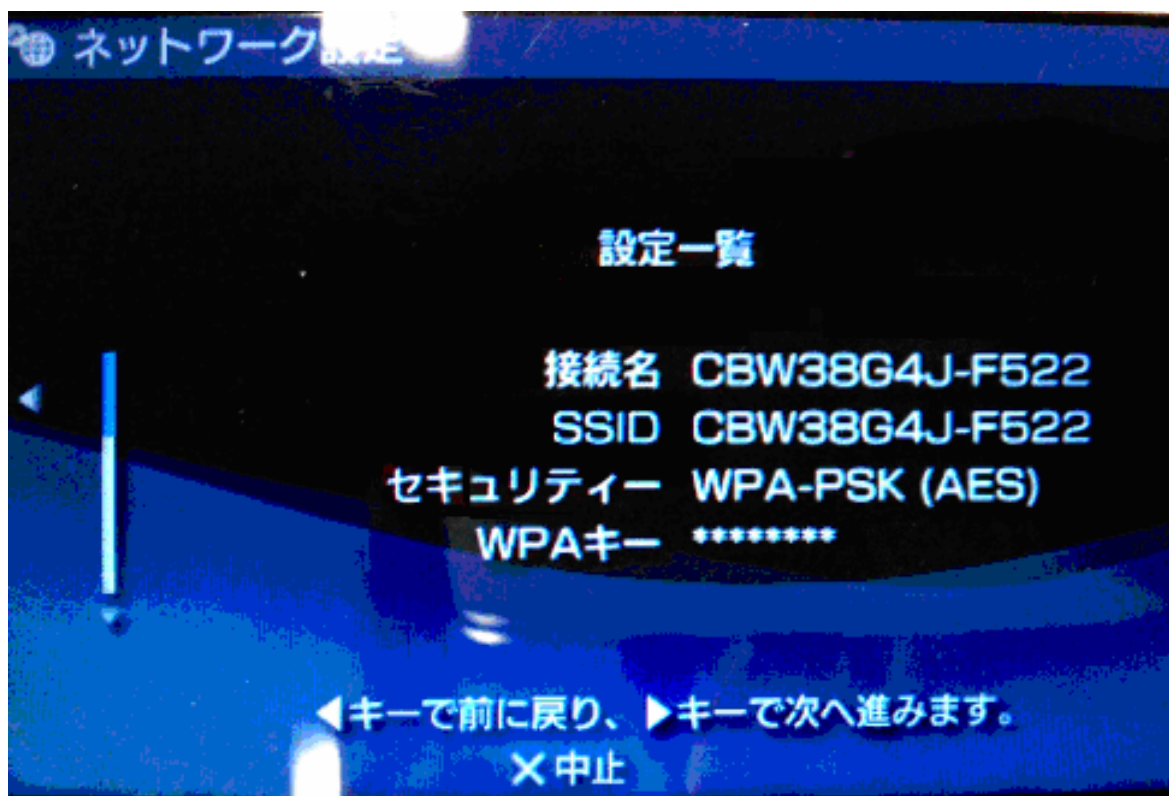 ネットワーク設定
設定一覧
接続名 CBW38G4J-F522
SSID CBW38G4J-F522
セキュリティー WPA-PSK (AES)
WPAキー ********
◀キーで前に戻り、▶キーで次へ進みます。
✕中止